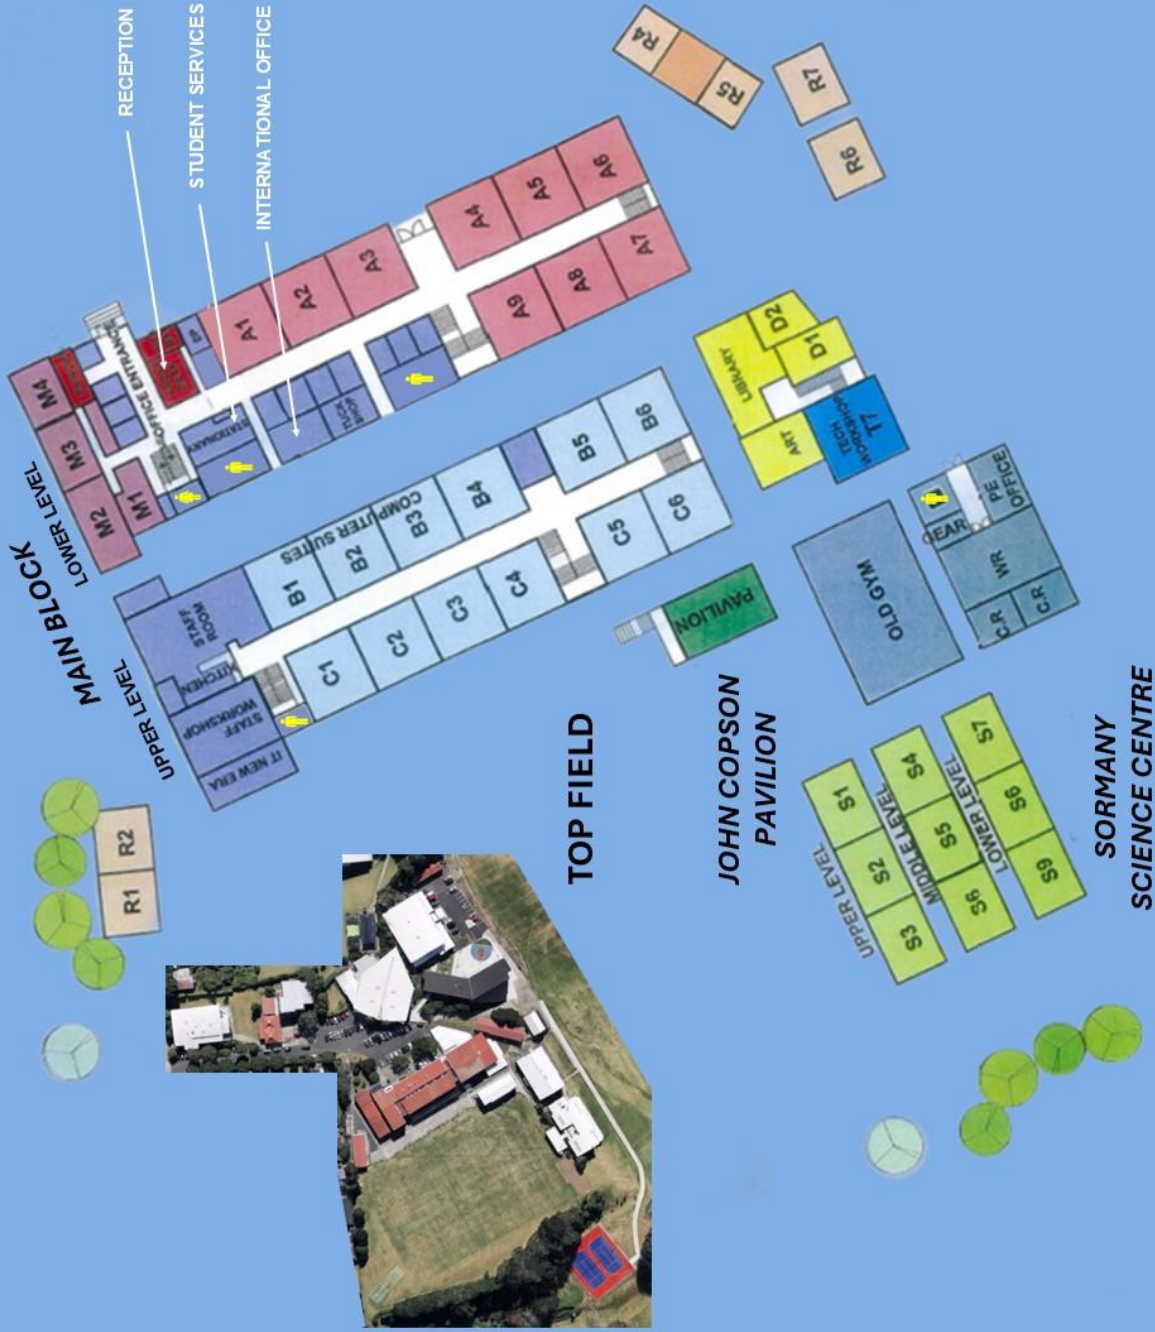 RECEPTION
STUDENT SERVICES
INTERNATIONAL OFFICE
MAIN BLOCK
LOWER LEVEL
M4
M3
M2
M1
OFFICE ENTRANCE
DP
A1
A2
A3
A4
A5
A6
A7
A8
A9
STATIONARY
TUCK
SHOP
R4
R5
R7
R6
UPPER LEVEL
STAFF
ROOM
KITCHEN
STAFF
WORKSHOP
IT NEW ERA
COMPUTER SUITES
B1
B2
B3
B4
B5
B6
C1
C2
C3
C4
C5
C6
R1
R2
LIBRARY
D2
D1
ART
TECH
WORKSHOP
T7
TOP FIELD
PAVILION
JOHN COPSON
PAVILION
OLD GYM
GEAR
PE
OFFICE
WR
C.R
C.R
UPPER LEVEL
S1
S2
S3
MIDDLE LEVEL
S4
S5
S6
LOWER LEVEL
S7
S6
S9
SORMANY
SCIENCE CENTRE